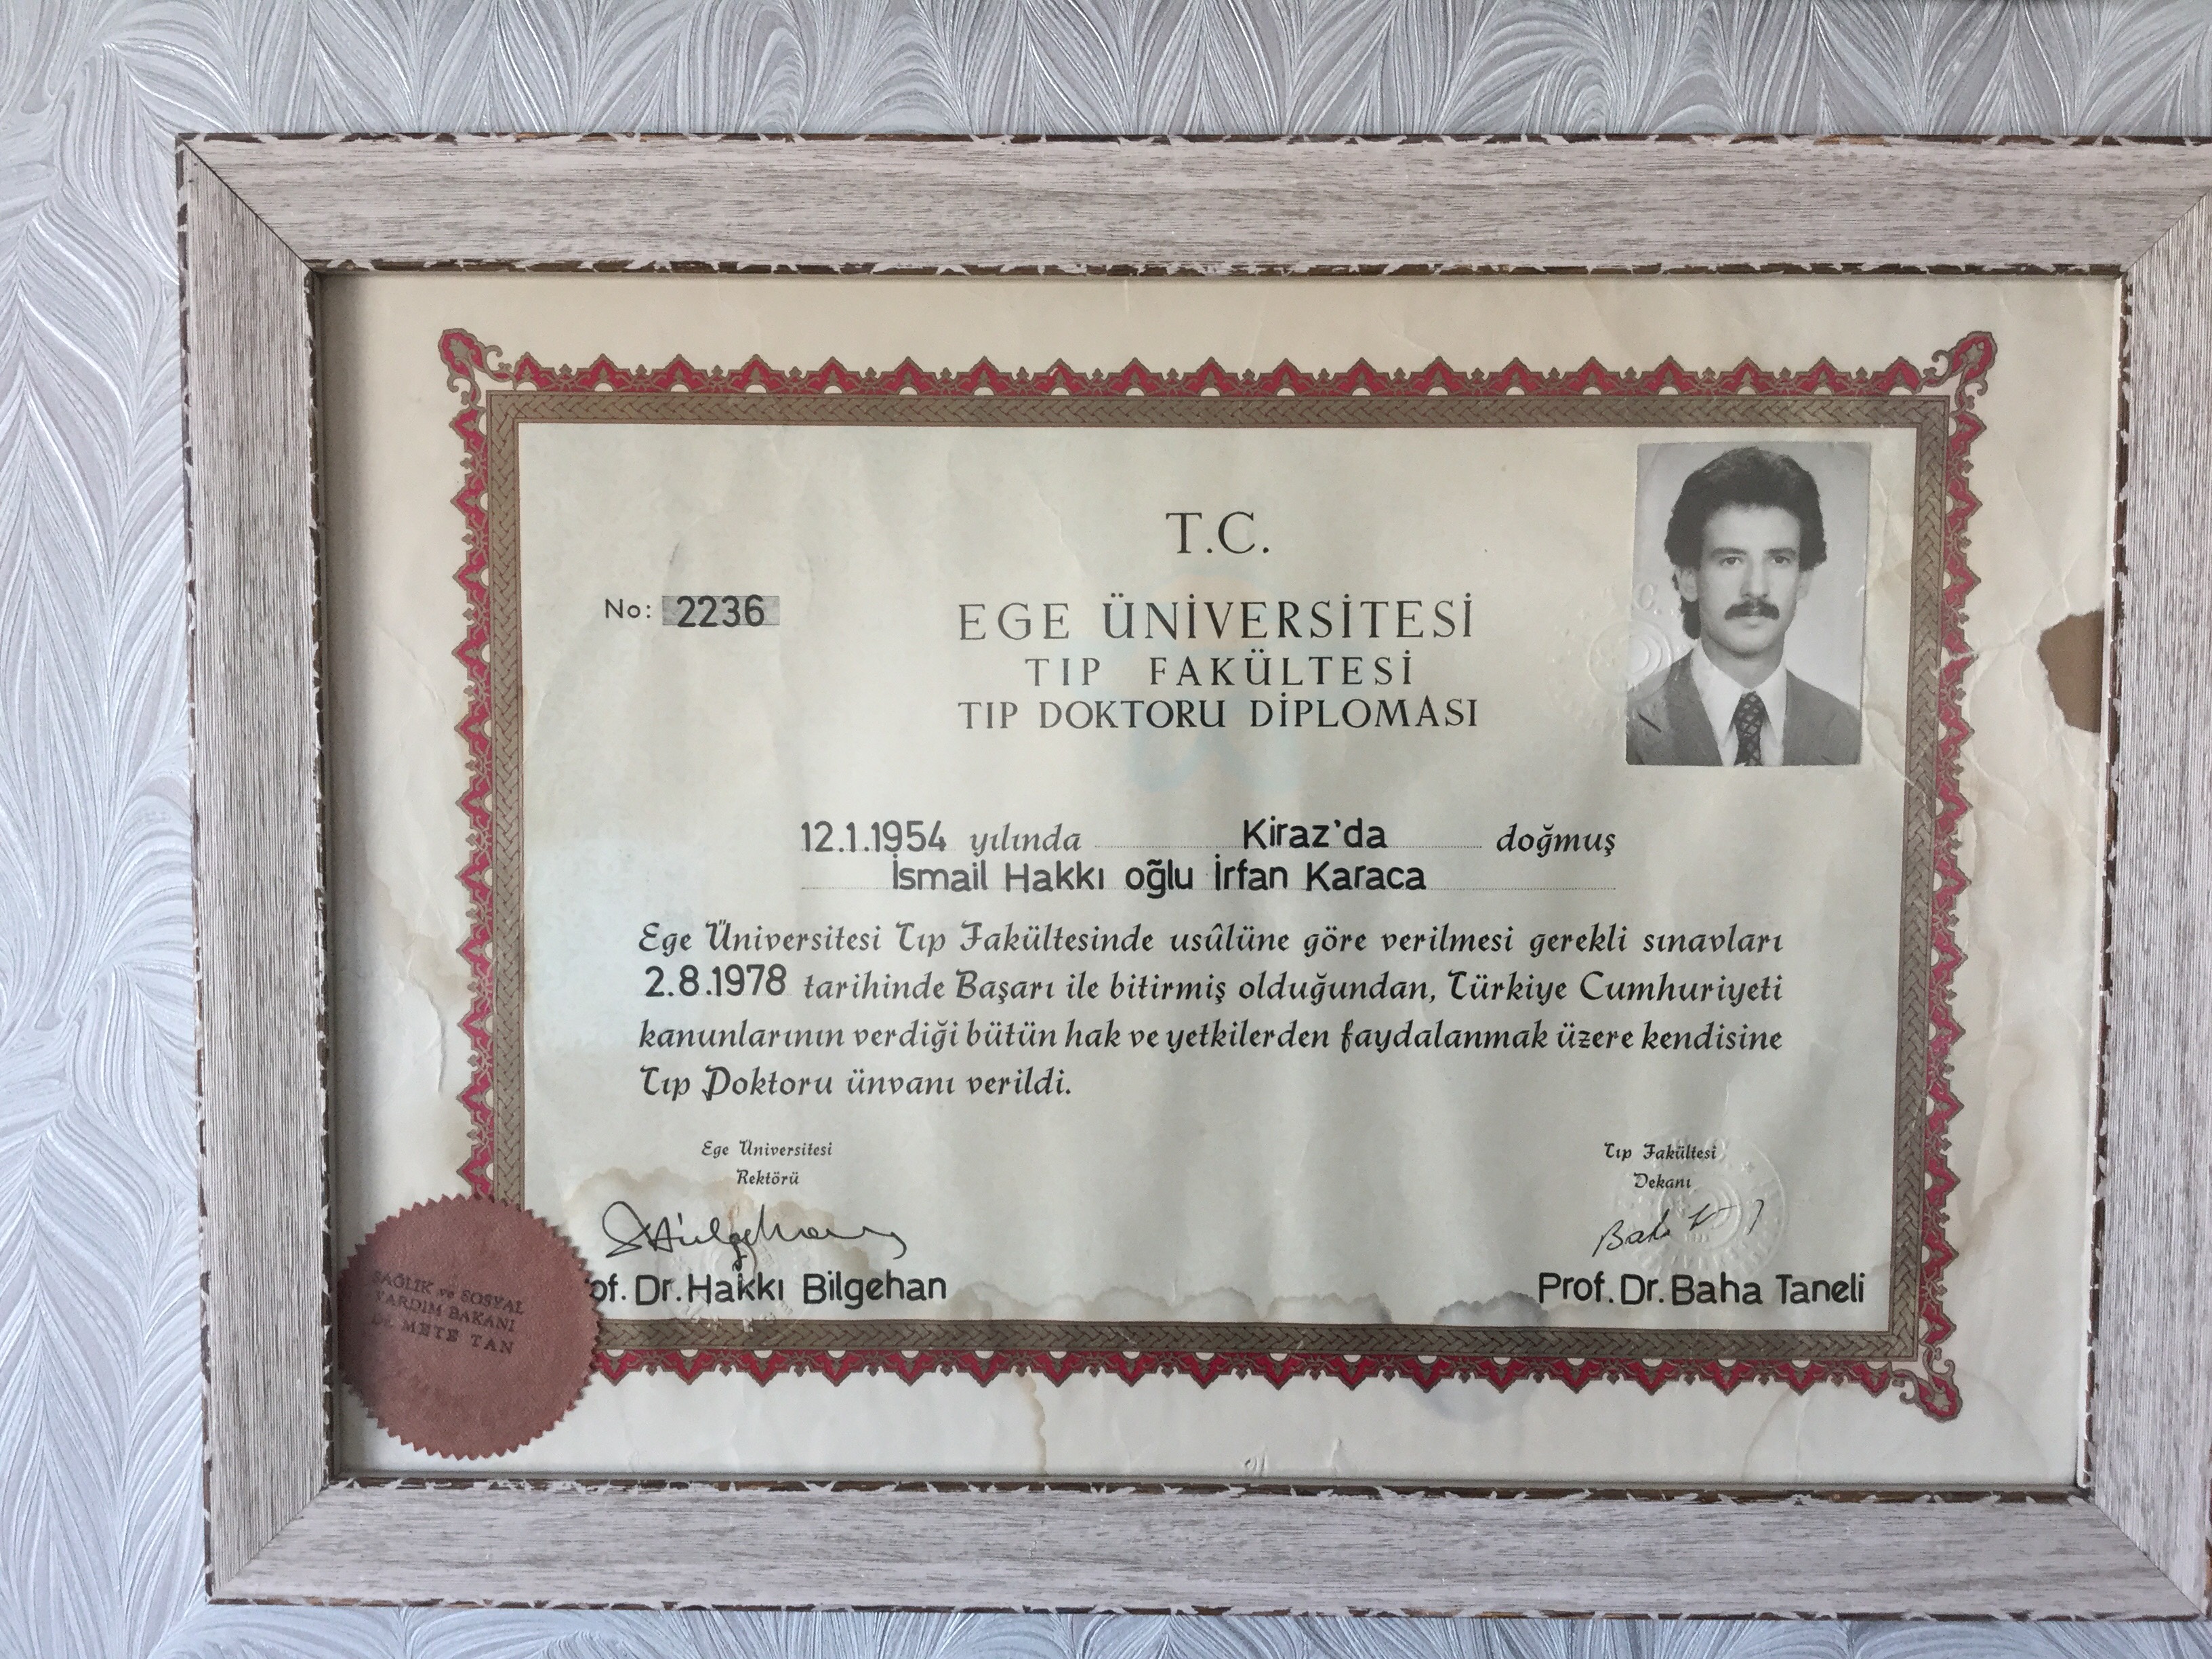 T.C.
No: 2236
EGE ÜNİVERSİTESİ
TIP FAKÜLTESİ
TIP DOKTORU DİPLOMASI
12.1.1954 yılında Kiraz'da doğmuş
İsmail Hakkı oğlu İrfan Karaca
Ege Üniversitesi Tıp Fakültesinde usûlüne göre verilmesi gerekli sınavları
2.8.1978 tarihinde Başarı ile bitirmiş olduğundan, Türkiye Cumhuriyeti
kanunlarının verdiği bütün hak ve yetkilerden faydalanmak üzere kendisine
Tıp Doktoru ünvanı verildi.
Ege Üniversitesi
Rektörü
of. Dr. Hakkı Bilgehan
Tıp Fakültesi
Dekanı
Prof. Dr. Baha Taneli
SAĞLIK ve SOSYAL
YARDIM BAKANI
Dr. METE TAN